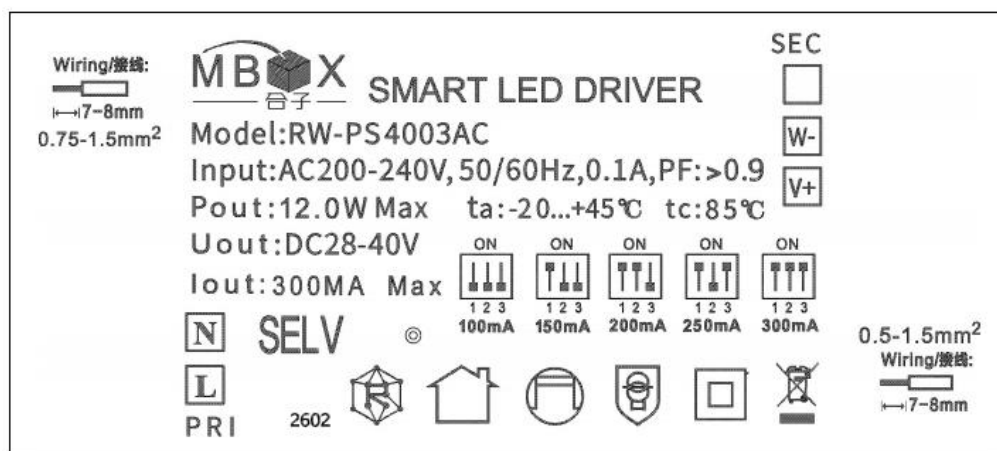 Wiring/接线:
7-8mm
0.75-1.5mm²
MBOX
合子
SMART LED DRIVER
SEC
W-
V+
Model:RW-PS4003AC
Input:AC200-240V,50/60Hz,0.1A,PF:>0.9
Pout:12.0W Max ta:-20...+45℃ tc:85℃
Uout:DC28-40V
Iout:300MA Max
ON ON ON ON ON
1 2 3 1 2 3 1 2 3 1 2 3 1 2 3
100mA 150mA 200mA 250mA 300mA
N
SELV
L
PRI
2602
R
0.5-1.5mm²
Wiring/接线:
7-8mm